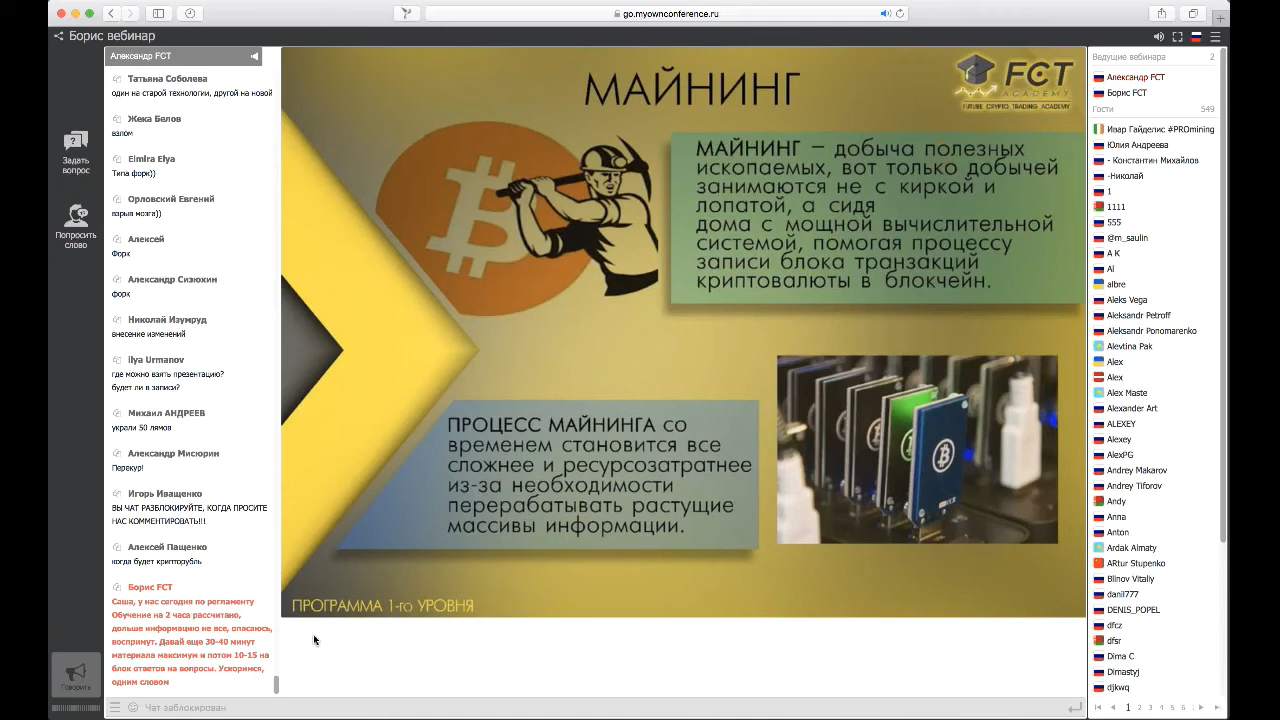 go.myownconference.ru
Борис вебинар
Александр FCT
Татьяна Соболева
один на старой технологии, другой на новой
Жека Белов
взлом
Elmira Elya
Типа форк))
Орловский Евгений
взрыв мозга))
Алексей
Форк
Александр Сизюхин
форк
Николай Изумруд
внесение изменений
ilya Urmanov
где можно взять презентацию?
будет ли в записи?
Михаил АНДРЕЕВ
украли 50 лямов
Александр Мисюрин
Перекур!
Игорь Иващенко
ВЫ ЧАТ РАЗБЛОКИРУЙТЕ, КОГДА ПРОСИТЕ
НАС КОММЕНТИРОВАТЬ!!!
Алексей Пащенко
когда будет крипторубль
Борис FCT
Саша, у нас сегодня по регламенту
Обучение на 2 часа рассчитано,
дольше информацию не все, опасаюсь,
воспримут. Давай еще 30-40 минут
материала максимум и потом 10-15 на
блок ответов на вопросы. Ускоримся,
одним словом
Чат заблокирован
Задать
вопрос
Попросить
слово
Говорить
МАЙНИНГ
FCT
ACADEMY
FUTURE CRYPTO TRADING ACADEMY
МАЙНИНГ – добыча полезных
ископаемых, вот только добычей
занимаются не с киркой и
лопатой, а сидя
дома с мощной вычислительной
системой, помогая процессу
записи блока транзакций
криптовалюты в блокчейн.
ПРОЦЕСС МАЙНИНГА со
временем становится все
сложнее и ресурсозатратнее
из-за необходимости
перерабатывать растущие
массивы информации.
ПРОГРАММА 1-го УРОВНЯ
Ведущие вебинара 2
Александр FCT
Борис FCT
Гости 549
Ивар Гайделис #PROmining
Юлия Андреева
- Константин Михайлов
-Николай
1
1111
555
@m_saulin
A K
Al
albre
Aleks Vega
Aleksandr Petroff
Aleksandr Ponomarenko
Alevtina Pak
Alex
Alex
Alex Maste
Alexander Art
ALEXEY
Alexey
AlexPG
Andrey Makarov
Andrey Tiforov
Andy
Anna
Anton
Ardak Almaty
ARtur Stupenko
Blinov Vitaliy
danil777
DENIS_POPEL
dfcz
dfsr
Dima C
Dimastyj
djkwq
1 2 3 4 5 6